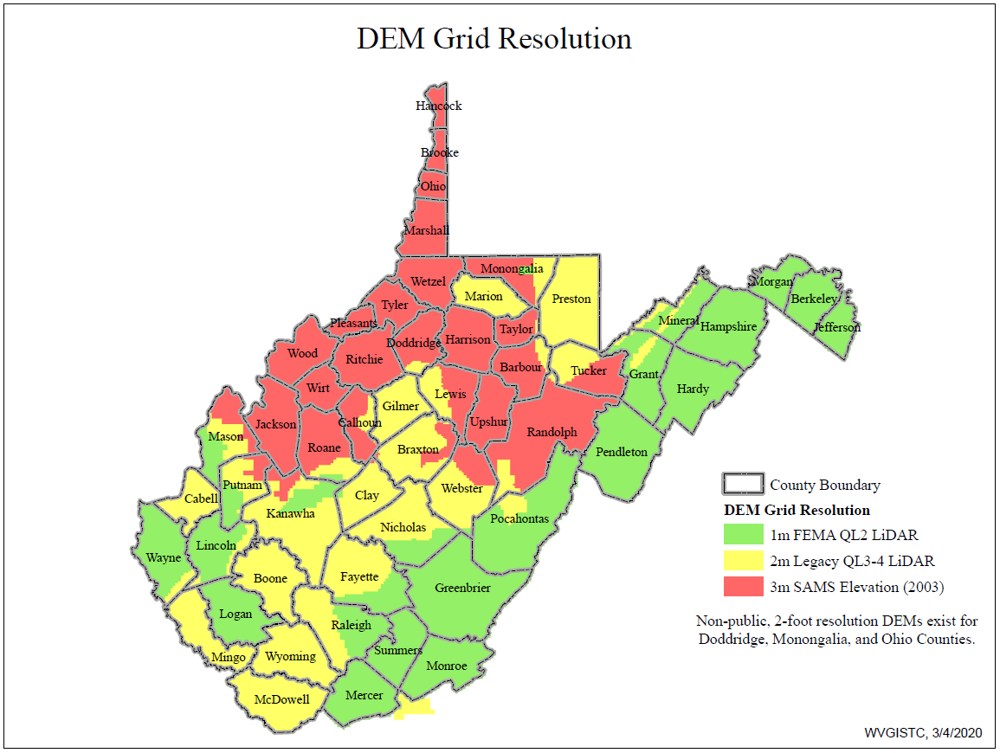 DEM Grid Resolution
Hancock
Brooke
Ohio
Marshall
Wetzel
Monongalia
Marion
Preston
Tyler
Pleasants
Doddridge
Harrison
Taylor
Wood
Ritchie
Barbour
Tucker
Wirt
Lewis
Gilmer
Calhoun
Jackson
Upshur
Randolph
Mason
Roane
Braxton
Morgan
Berkeley
Jefferson
Mineral
Hampshire
Grant
Hardy
Pendleton
Putnam
Cabell
Kanawha
Clay
Webster
Pocahontas
Nicholas
Wayne
Lincoln
Boone
Fayette
Greenbrier
Logan
Raleigh
Mingo
Wyoming
Summers
Monroe
McDowell
Mercer
County Boundary
DEM Grid Resolution
1m FEMA QL2 LiDAR
2m Legacy QL3-4 LiDAR
3m SAMS Elevation (2003)
Non-public, 2-foot resolution DEMs exist for
Doddridge, Monongalia, and Ohio Counties.
WVGISTC, 3/4/2020